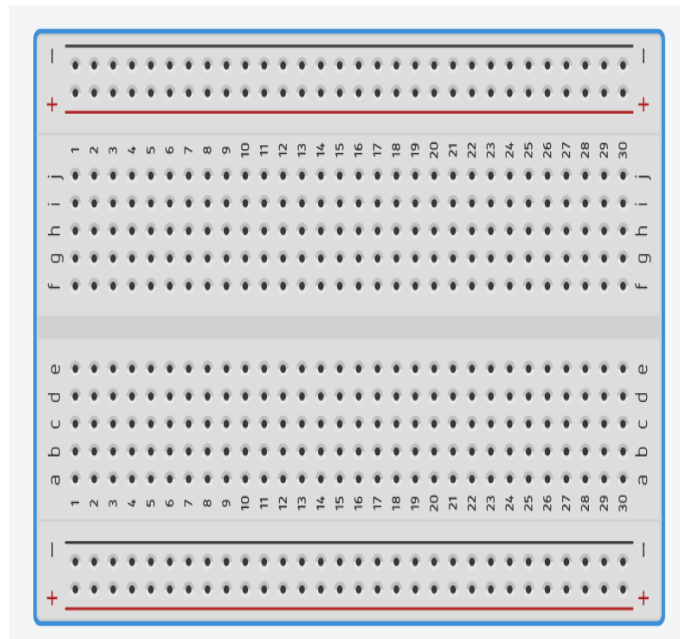 − −
+ +
1 2 3 4 5 6 7 8 9 10 11 12 13 14 15 16 17 18 19 20 21 22 23 24 25 26 27 28 29 30
j j
i i
h h
g g
f f
e e
d d
c c
b b
a a
1 2 3 4 5 6 7 8 9 10 11 12 13 14 15 16 17 18 19 20 21 22 23 24 25 26 27 28 29 30
− −
+ +